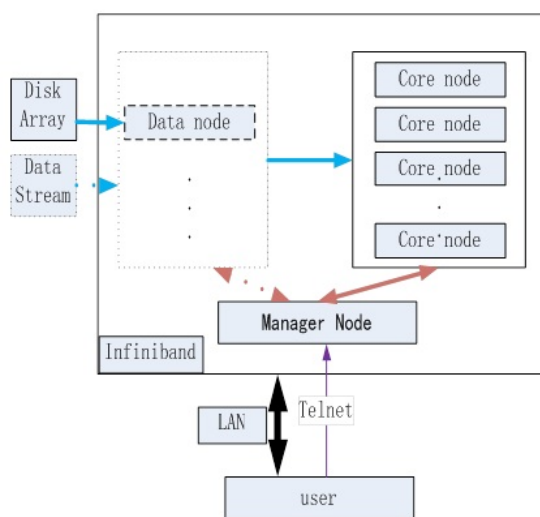 Disk
Array
Data
Stream
Data node
Core node
Core node
Core node
Core node
Manager Node
Infiniband
LAN
Telnet
user